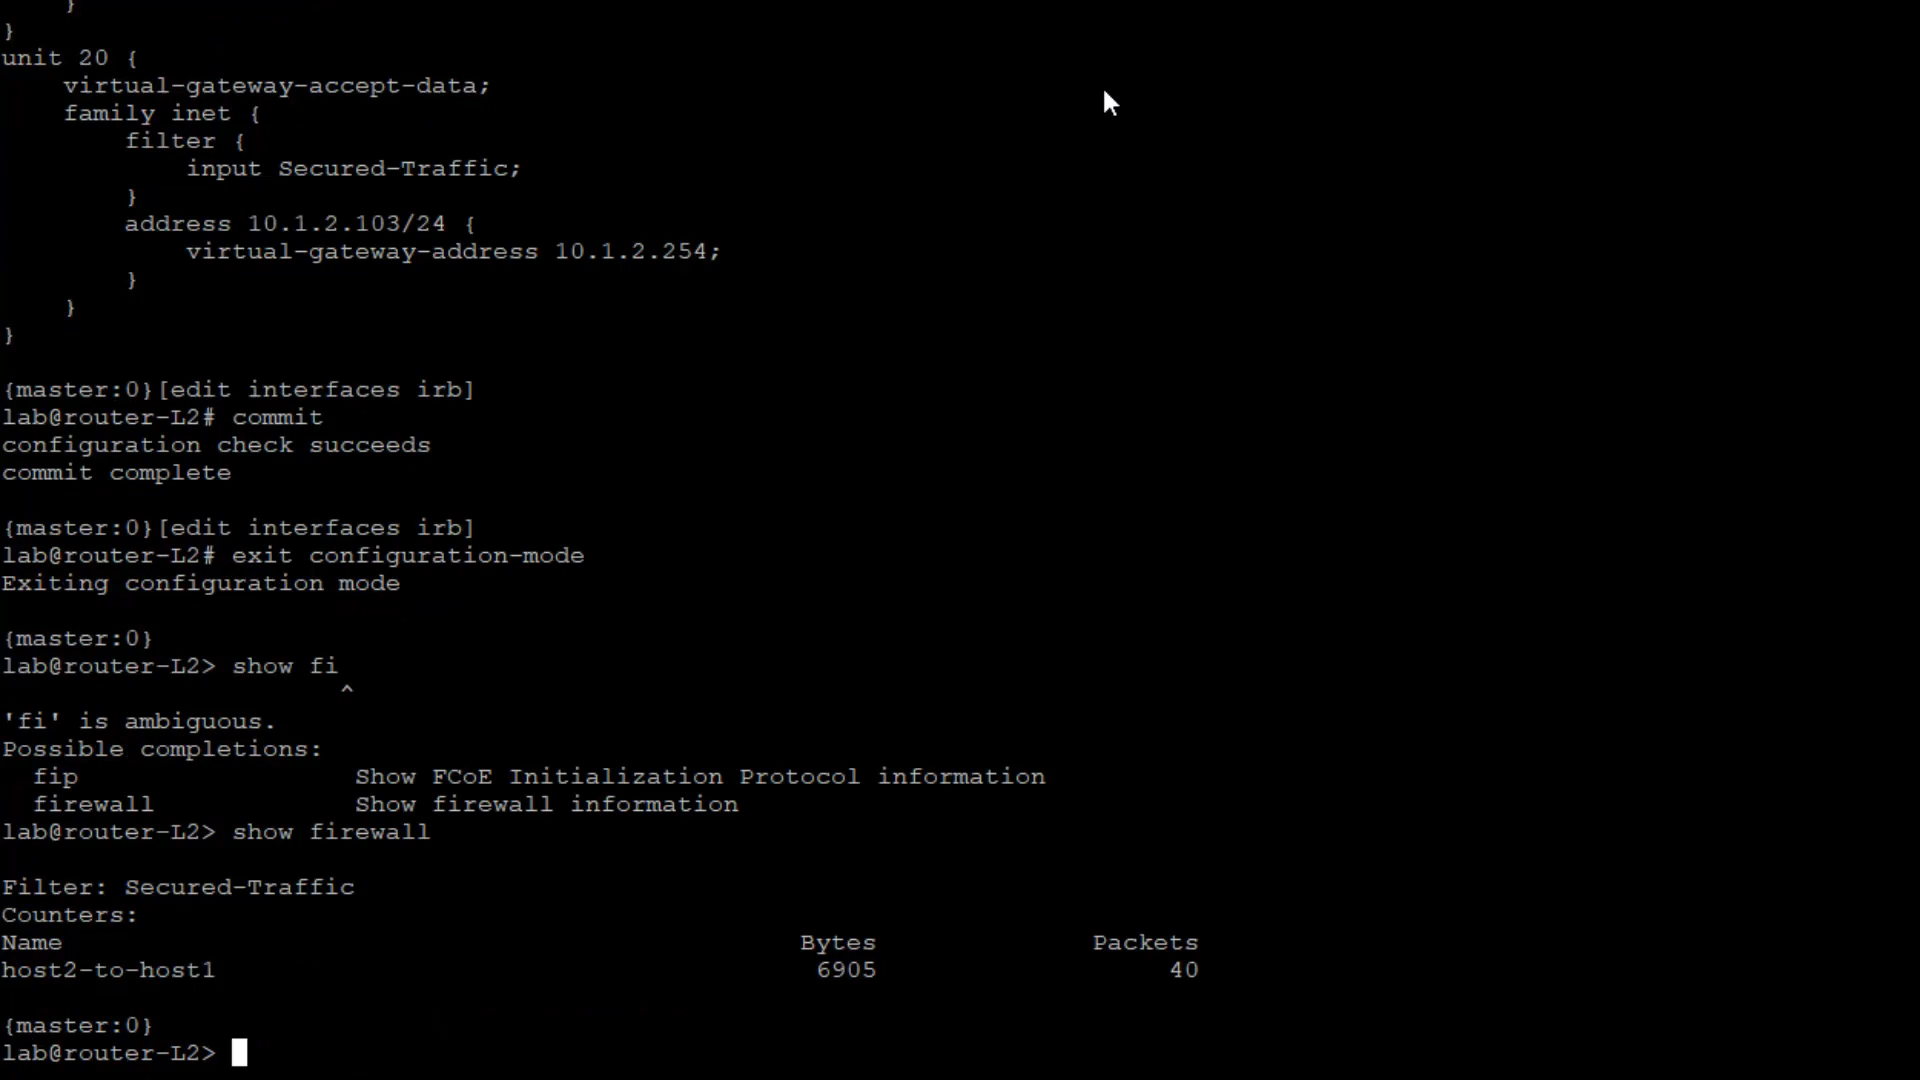 }
}
unit 20 {
    virtual-gateway-accept-data;
    family inet {
        filter {
            input Secured-Traffic;
        }
        address 10.1.2.103/24 {
            virtual-gateway-address 10.1.2.254;
        }
    }
}

{master:0}[edit interfaces irb]
lab@router-L2# commit
configuration check succeeds
commit complete

{master:0}[edit interfaces irb]
lab@router-L2# exit configuration-mode
Exiting configuration mode

{master:0}
lab@router-L2> show fi
                      ^
'fi' is ambiguous.
Possible completions:
  fip                  Show FCoE Initialization Protocol information
  firewall             Show firewall information
lab@router-L2> show firewall

Filter: Secured-Traffic
Counters:
Name                                                Bytes              Packets
host2-to-host1                                       6905                   40

{master:0}
lab@router-L2>